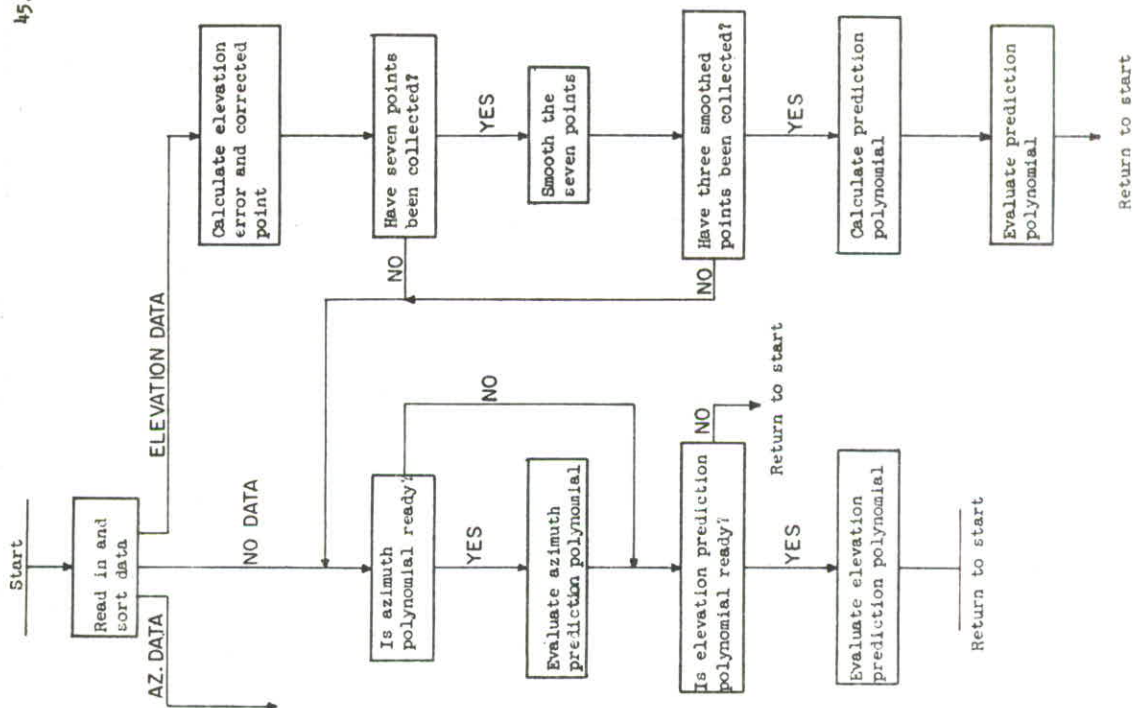 45.
Start
Read in and
sort data
AZ. DATA
NO DATA
ELEVATION DATA
Is azimuth
polynomial ready?
YES
NO
Evaluate azimuth
prediction polynomial
Is elevation prediction
polynomial ready?
NO
Return to start
YES
Evaluate elevation
prediction polynomial
Return to start
Calculate elevation
error and corrected
point
Have seven points
been collected?
NO
YES
Smooth the
seven points
Have three smoothed
points been collected?
NO
YES
Calculate prediction
polynomial
Evaluate prediction
polynomial
Return to start